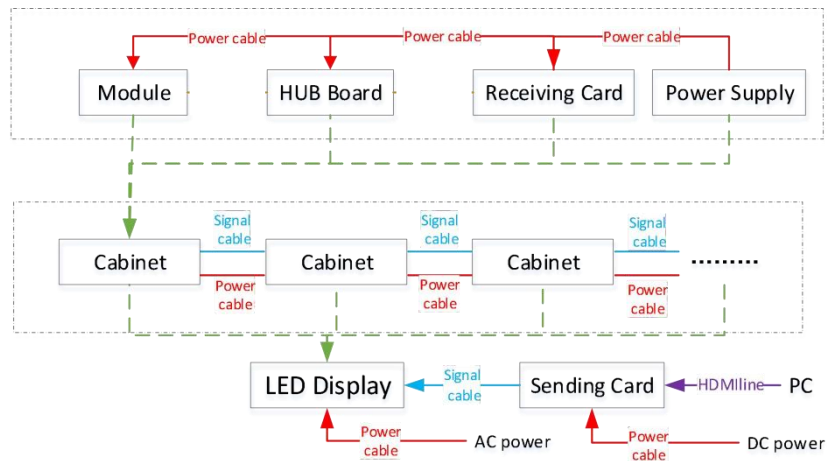 Power cable
Power cable
Power cable
Module
HUB Board
Receiving Card
Power Supply
Signal
cable
Signal
cable
Signal
cable
Cabinet
Cabinet
Cabinet
.........
Power
cable
Power
cable
Power
cable
LED Display
Signal
cable
Sending Card
HDMIline
PC
Power
cable
AC power
Power
cable
DC power